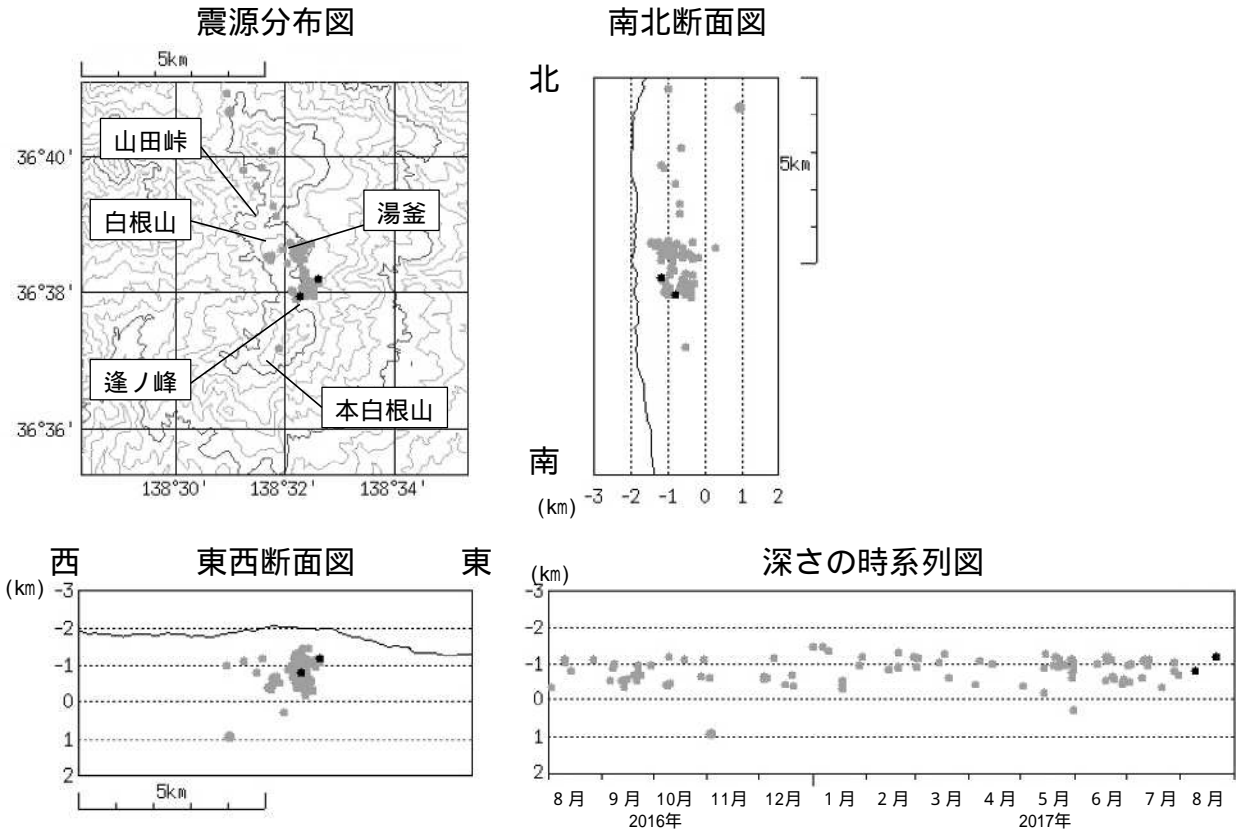 震源分布図
南北断面図
5km
北
36°40'
山田峠
湯釜
白根山
36°38'
逢ノ峰
本白根山
36°36'
138°30'
138°32'
138°34'
5km
南
-3 -2 -1 0 1 2
(km)
西
東西断面図
東
(km)
-3
-2
-1
0
1
2
5km
深さの時系列図
(km)
-3
-2
-1
0
1
2
8月 9月 10月 11月 12月 1月 2月 3月 4月 5月 6月 7月 8月
2016年 2017年